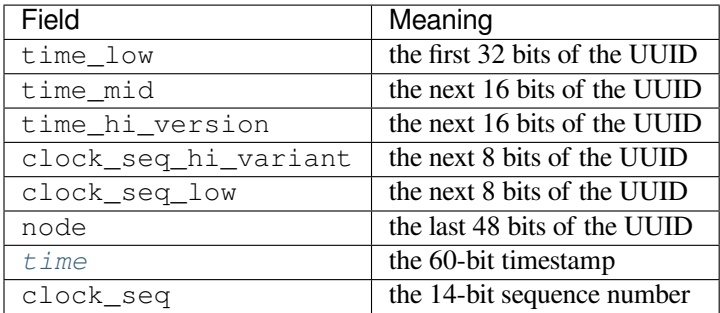 Field Meaning
time_low the first 32 bits of the UUID
time_mid the next 16 bits of the UUID
time_hi_version the next 16 bits of the UUID
clock_seq_hi_variant the next 8 bits of the UUID
clock_seq_low the next 8 bits of the UUID
node the last 48 bits of the UUID
time the 60-bit timestamp
clock_seq the 14-bit sequence number